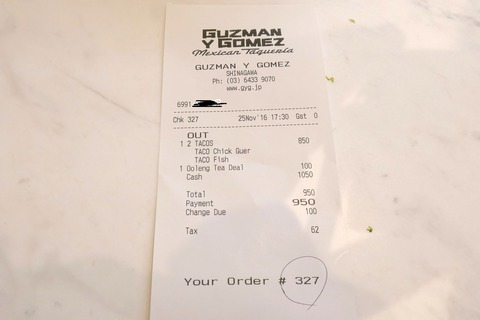 GUZMAN
Y GOMEZ
Mexican Taqueria
GUZMAN Y GOMEZ
SHINAGAWA
Ph: (03) 6433 9070
www.gyg.jp
6991
Chk 327 25Nov'16 17:30 Gst 0
OUT
1 2 TACOS 850
TACO Chick Guer
TACO Fish
1 Ooleng Tea Deal 100
Cash 1050
Total 950
Payment 950
Change Due 100
Tax 62
Your Order # 327